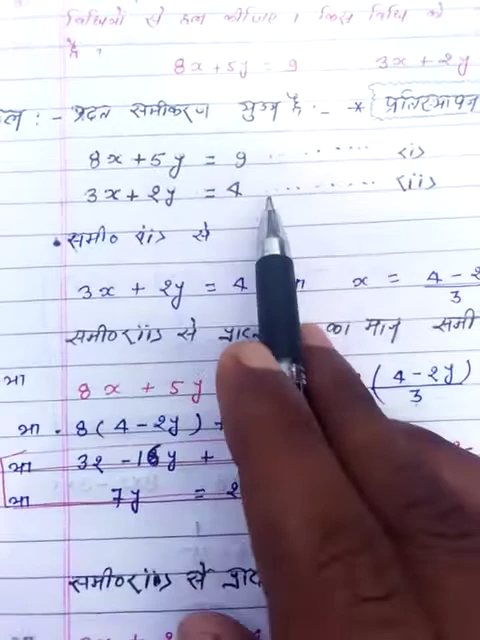 विधियों से हल कीजिए। किस विधि को
है,
8x + 5y = 9 3x + 2y
हल :- प्रदत्त समीकरण युग्म है :- * प्रतिस्थापन
8x + 5y = 9 ............ (i)
3x + 2y = 4 ............ (ii)
समी० (ii) से
3x + 2y = 4 x = 4 - 2/3
समी० (iii) से का मान समी
या 8x + 5y (4 - 2y)/3
या 8(4 - 2y) +
या 32 - 16y +
या 7y =
समी० (iii) से